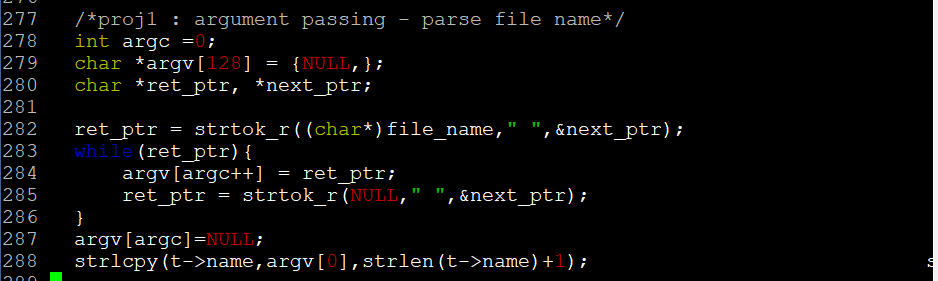 277 /*proj1 : argument passing - parse file name*/
278 int argc =0;
279 char *argv[128] = {NULL,};
280 char *ret_ptr, *next_ptr;
281
282 ret_ptr = strtok_r((char*)file_name," ",&next_ptr);
283 while(ret_ptr){
284     argv[argc++] = ret_ptr;
285     ret_ptr = strtok_r(NULL," ",&next_ptr);
286 }
287 argv[argc]=NULL;
288 strlcpy(t->name,argv[0],strlen(t->name)+1);